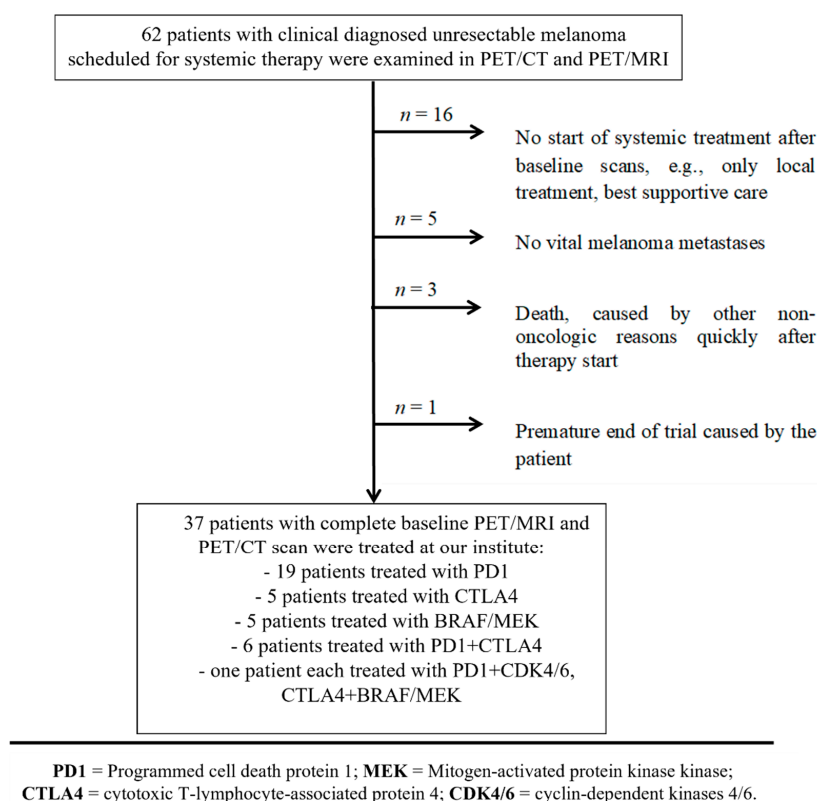 62 patients with clinical diagnosed unresectable melanoma
scheduled for systemic therapy were examined in PET/CT and PET/MRI
n = 16
No start of systemic treatment after
baseline scans, e.g., only local
treatment, best supportive care
n = 5
No vital melanoma metastases
n = 3
Death, caused by other non-
oncologic reasons quickly after
therapy start
n = 1
Premature end of trial caused by the
patient
37 patients with complete baseline PET/MRI and
PET/CT scan were treated at our institute:
- 19 patients treated with PD1
- 5 patients treated with CTLA4
- 5 patients treated with BRAF/MEK
- 6 patients treated with PD1+CTLA4
- one patient each treated with PD1+CDK4/6,
CTLA4+BRAF/MEK
PD1 = Programmed cell death protein 1; MEK = Mitogen-activated protein kinase kinase;
CTLA4 = cytotoxic T-lymphocyte-associated protein 4; CDK4/6 = cyclin-dependent kinases 4/6.